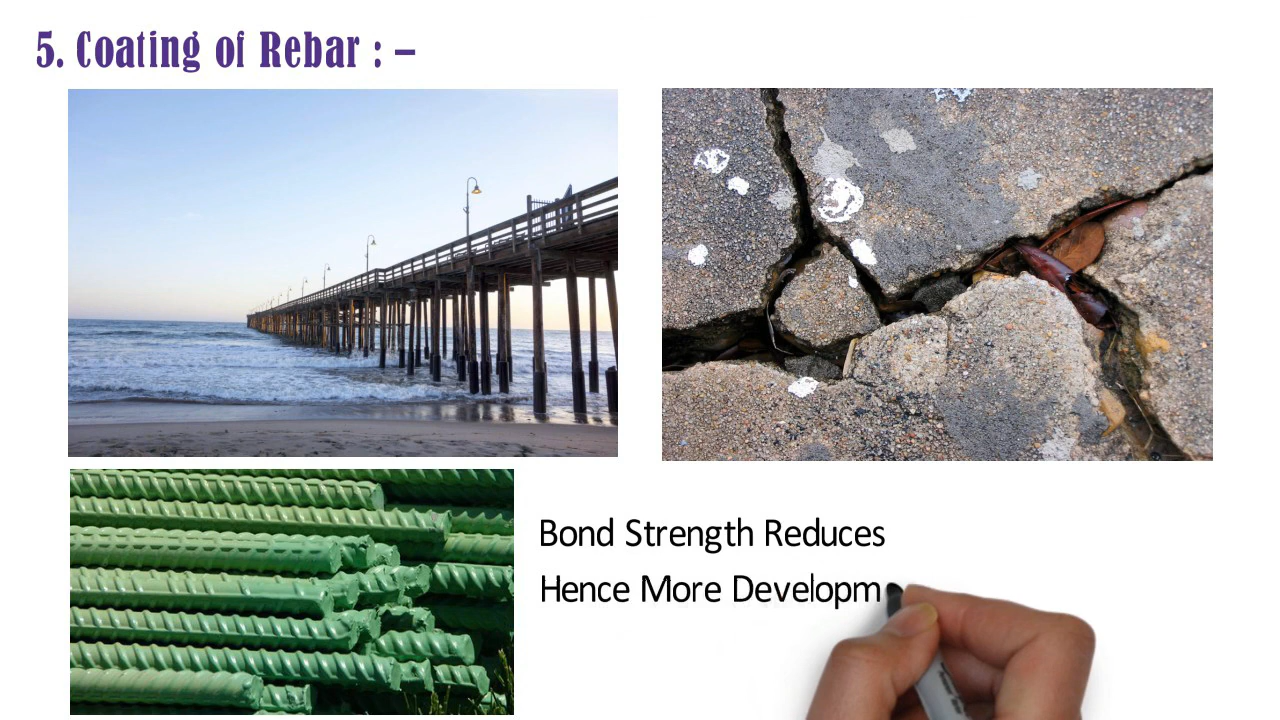 5. Coating of Rebar : –
Bond Strength Reduces
Hence More Developm